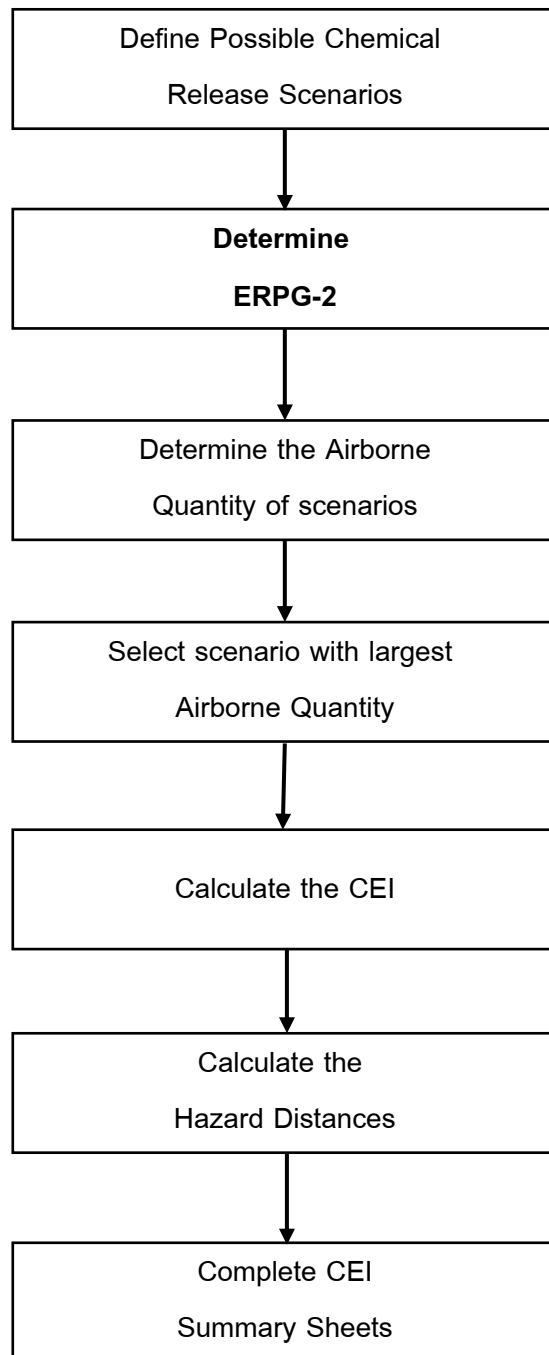 Define Possible Chemical
Release Scenarios
Determine
ERPG-2
Determine the Airborne
Quantity of scenarios
Select scenario with largest
Airborne Quantity
Calculate the CEI
Calculate the
Hazard Distances
Complete CEI
Summary Sheets